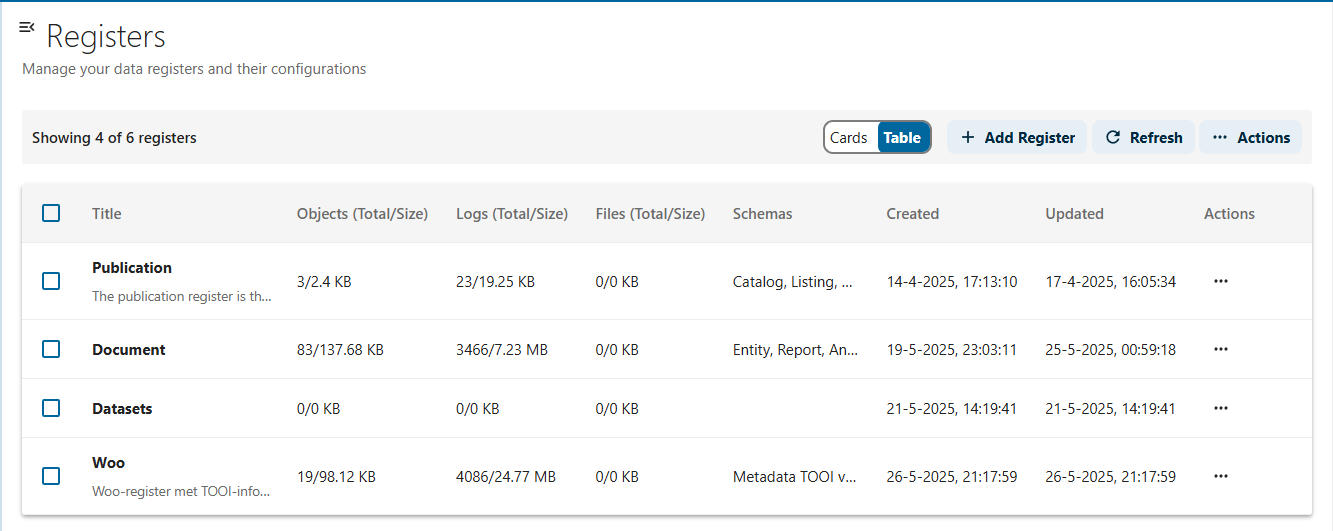 Registers
Manage your data registers and their configurations
Showing 4 of 6 registers Cards Table Add Register Refresh Actions
Title Objects (Total/Size) Logs (Total/Size) Files (Total/Size) Schemas Created Updated Actions
Publication
The publication register is th...
3/2.4 KB 23/19.25 KB 0/0 KB Catalog, Listing, ... 14-4-2025, 17:13:10 17-4-2025, 16:05:34
Document 83/137.68 KB 3466/7.23 MB 0/0 KB Entity, Report, An... 19-5-2025, 23:03:11 25-5-2025, 00:59:18
Datasets 0/0 KB 0/0 KB 0/0 KB 21-5-2025, 14:19:41 21-5-2025, 14:19:41
Woo
Woo-register met TOOI-info...
19/98.12 KB 4086/24.77 MB 0/0 KB Metadata TOOI v... 26-5-2025, 21:17:59 26-5-2025, 21:17:59